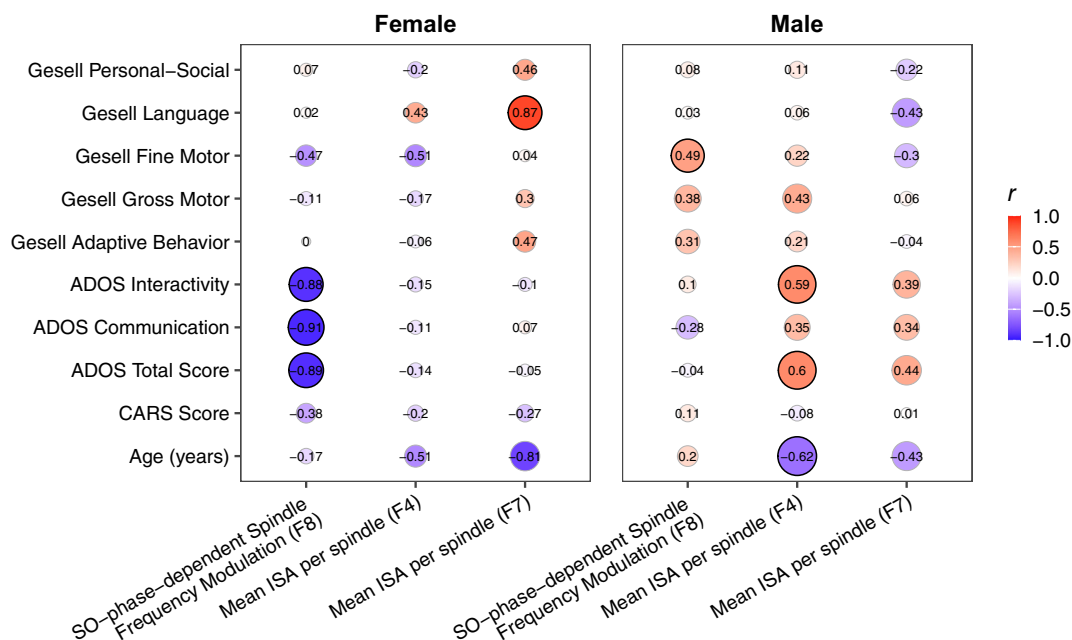 Female Male
Gesell Personal−Social 0.07 −0.2 0.46 0.08 0.11 −0.22
Gesell Language 0.02 0.43 0.87 0.03 0.06 −0.43
Gesell Fine Motor −0.47 −0.51 0.04 0.49 0.22 −0.3
Gesell Gross Motor −0.11 −0.17 0.3 0.38 0.43 0.06
Gesell Adaptive Behavior 0 −0.06 0.47 0.31 0.21 −0.04
ADOS Interactivity −0.88 −0.15 −0.1 0.1 0.59 0.39
ADOS Communication −0.91 −0.11 0.07 −0.28 0.35 0.34
ADOS Total Score −0.89 −0.14 −0.05 −0.04 0.6 0.44
CARS Score −0.38 −0.2 −0.27 0.11 −0.08 0.01
Age (years) −0.17 −0.51 −0.81 0.2 −0.62 −0.43
SO−phase−dependent Spindle
Frequency Modulation (F8)
Mean ISA per spindle (F4)
Mean ISA per spindle (F7)
SO−phase−dependent Spindle
Frequency Modulation (F8)
Mean ISA per spindle (F4)
Mean ISA per spindle (F7)
r
1.0
0.5
0.0
−0.5
−1.0